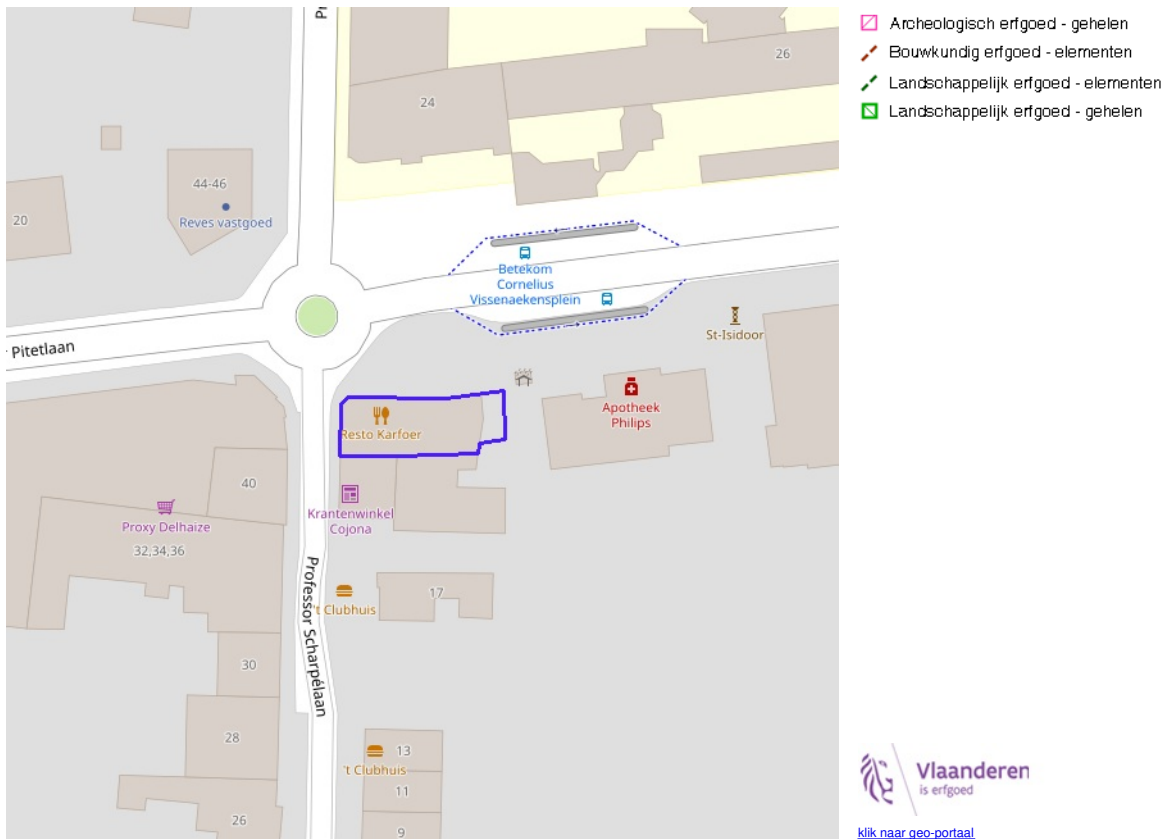 Pr
26
24
44-46
Reves vastgoed
20
Betekom
Cornelius
Vissenaekensplein
St-Isidoor
r Pitetlaan
Resto Karfoer
Apotheek
Philips
40
Krantenwinkel
Cojona
Proxy Delhaize
32,34,36
Professor Scharpélaan
't Clubhuis
17
30
28
't Clubhuis
13
11
26
9
Archeologisch erfgoed - gehelen
Bouwkundig erfgoed - elementen
Landschappelijk erfgoed - elementen
Landschappelijk erfgoed - gehelen
Vlaanderen
is erfgoed
klik naar geo-portaal